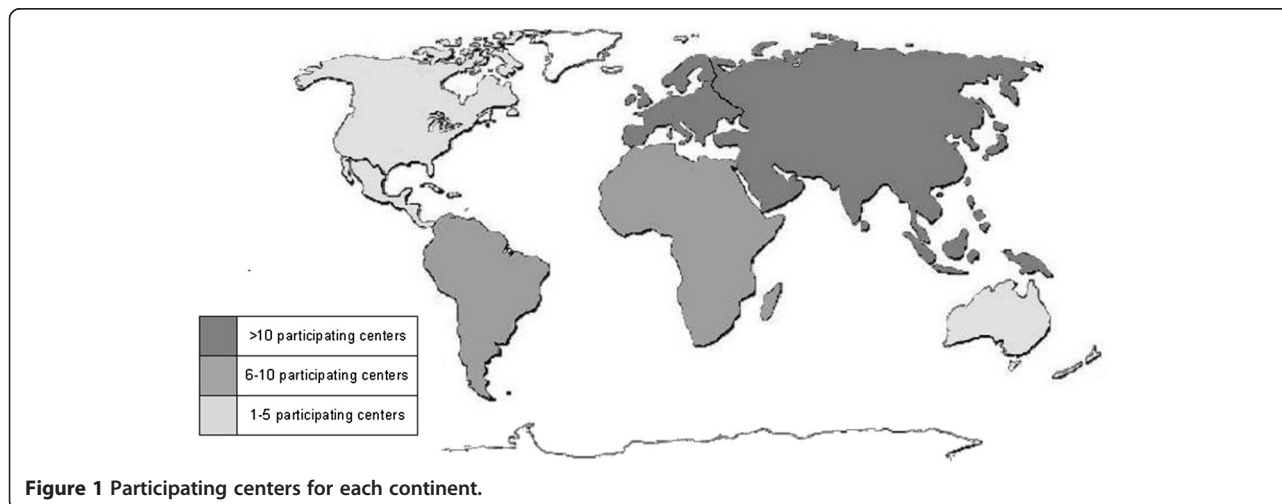 >10 participating centers
6-10 participating centers
1-5 participating centers
Figure 1 Participating centers for each continent.